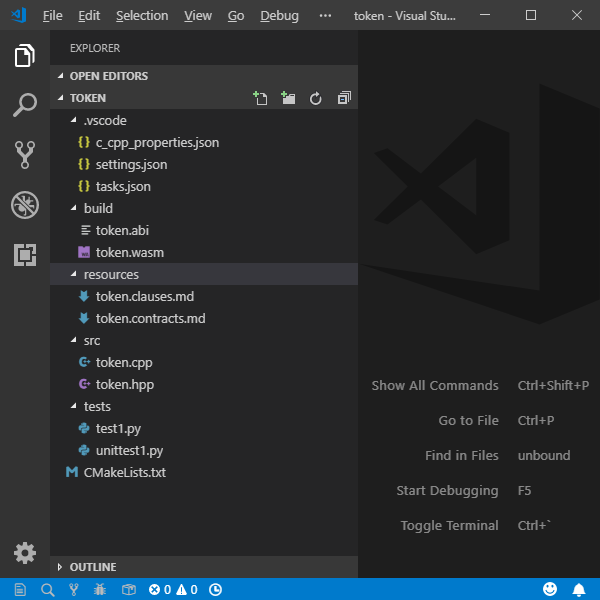 File Edit Selection View Go Debug ··· token - Visual Stu...
EXPLORER
OPEN EDITORS
TOKEN
.vscode
{} c_cpp_properties.json
{} settings.json
{} tasks.json
build
token.abi
token.wasm
resources
token.clauses.md
token.contracts.md
src
token.cpp
token.hpp
tests
test1.py
unittest1.py
M CMakeLists.txt
OUTLINE
Show All Commands Ctrl+Shift+P
Go to File Ctrl+P
Find in Files unbound
Start Debugging F5
Toggle Terminal Ctrl+`
0 0